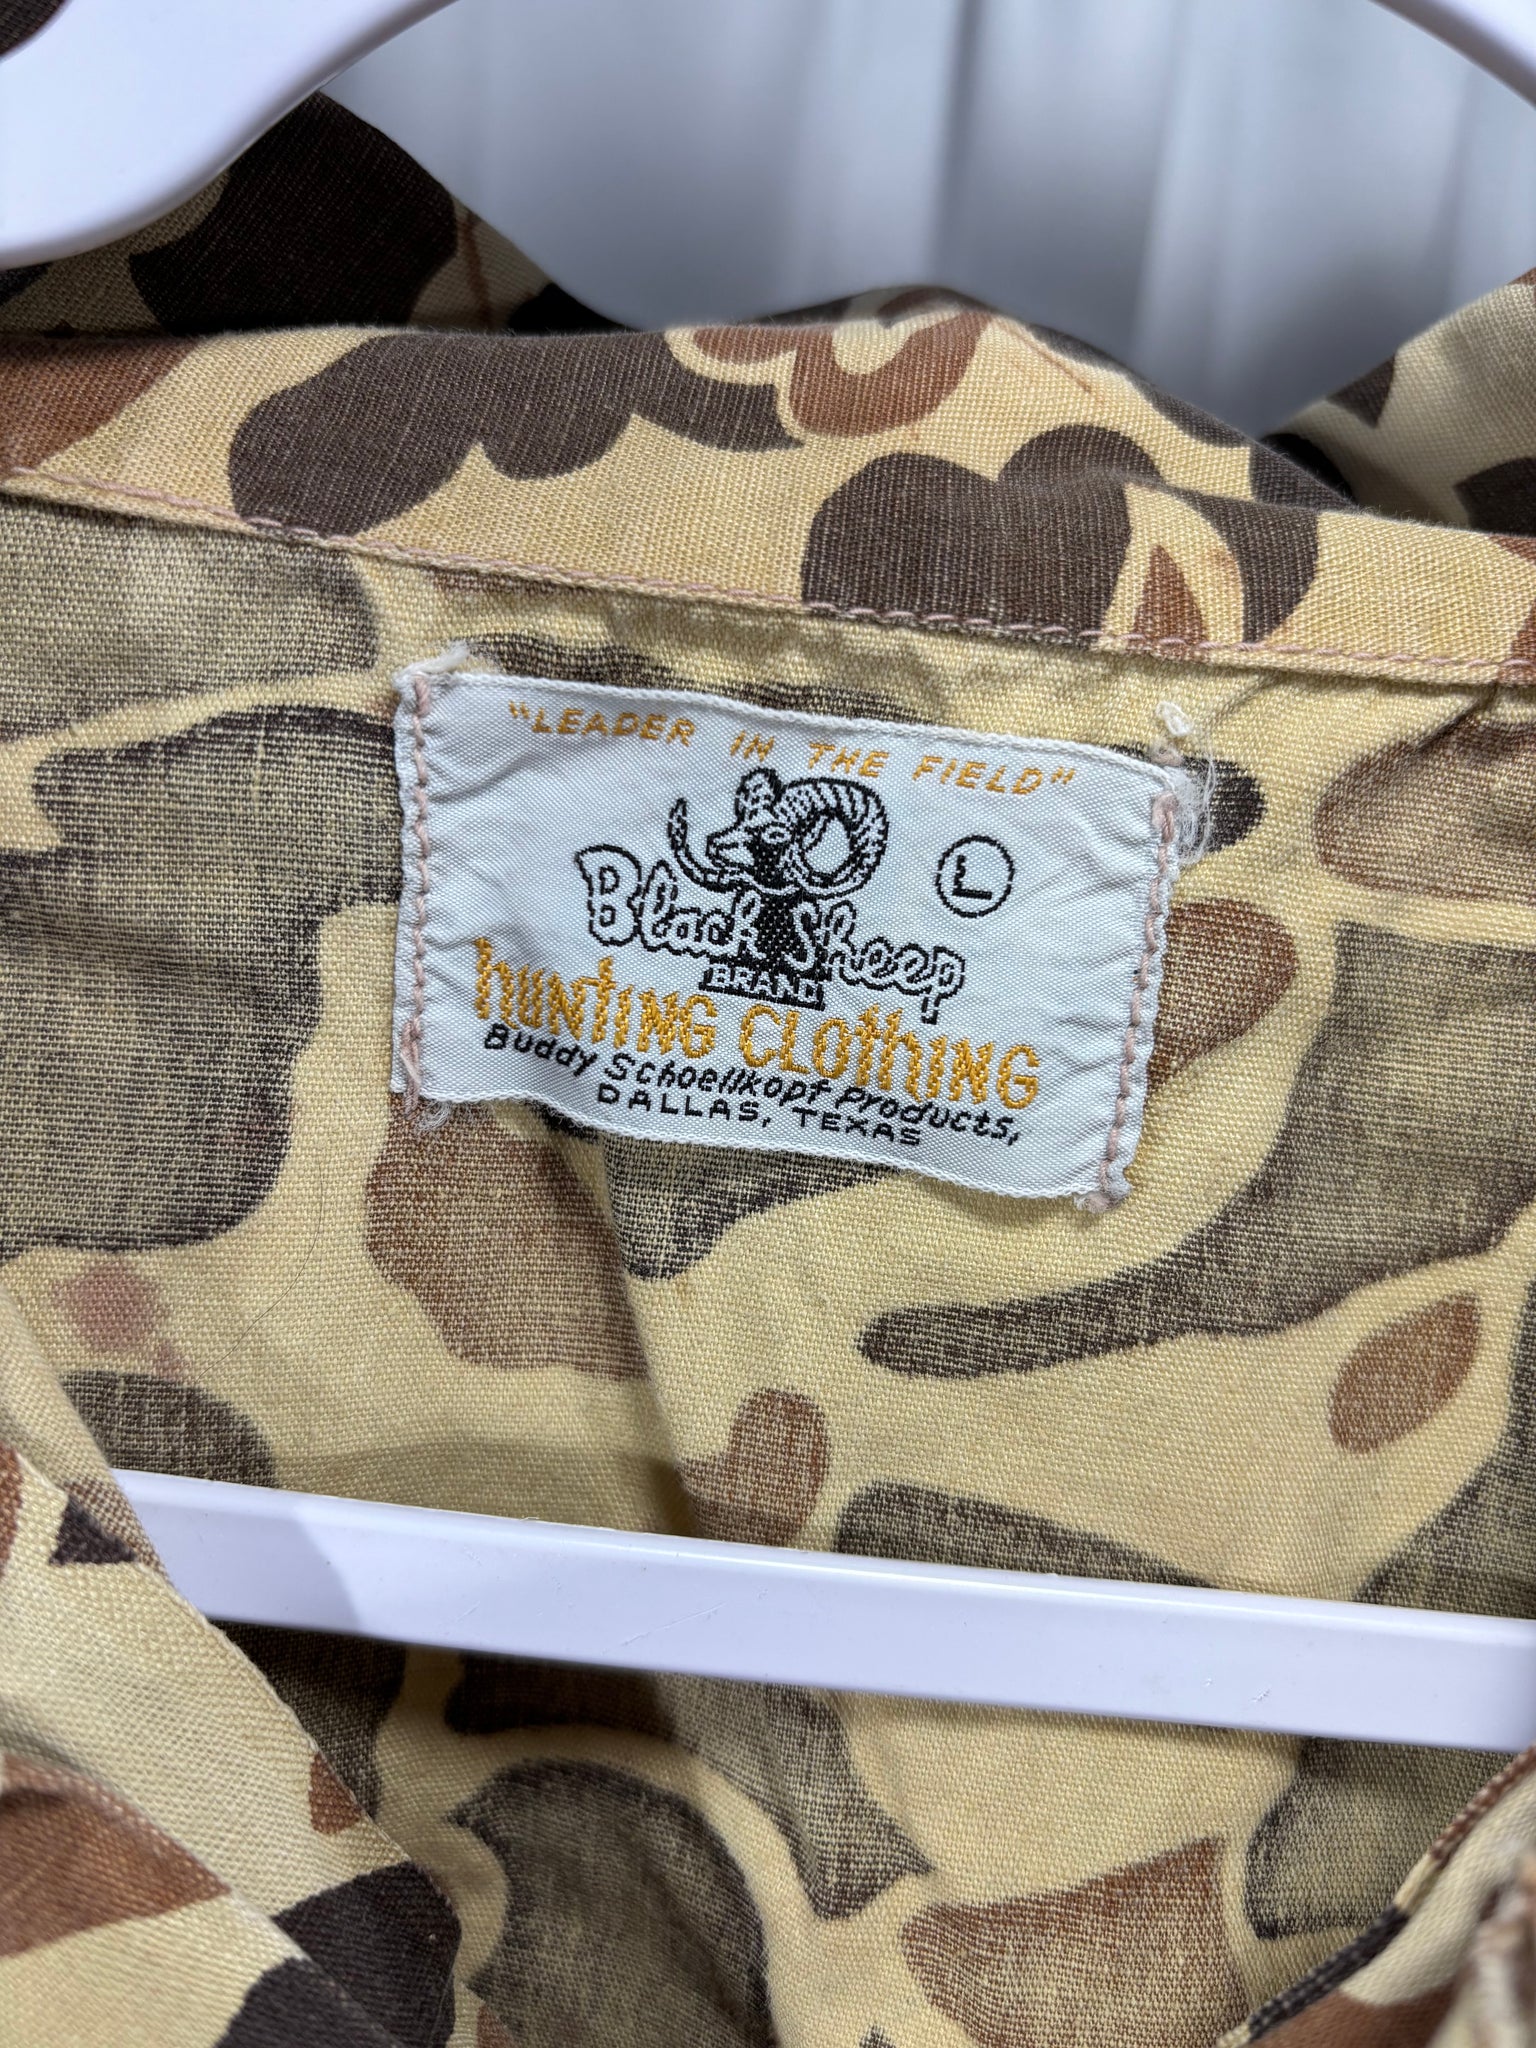 "LEADER IN THE FIELD"
L
Black Sheep
BRAND
hUNtING CLOthING
Buddy Schoellkopf Products,
DALLAS, TEXAS